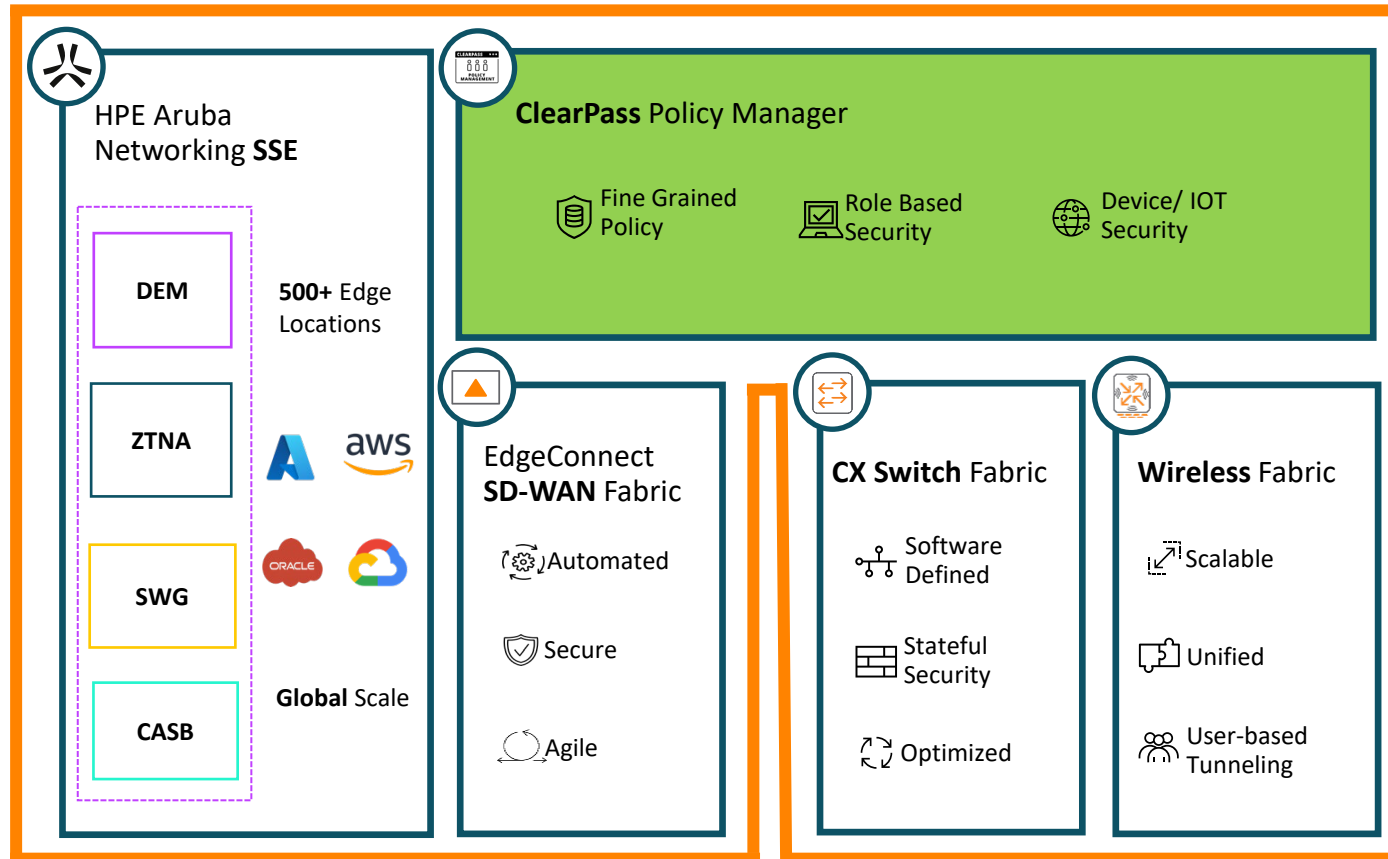 HPE Aruba
Networking SSE
DEM
ZTNA
SWG
CASB
500+ Edge
Locations
aws
ORACLE
Global Scale
CLEARPASS
POLICY
MANAGEMENT
ClearPass Policy Manager
Fine Grained
Policy
Role Based
Security
Device/ IOT
Security
EdgeConnect
SD-WAN Fabric
Automated
Secure
Agile
CX Switch Fabric
Software
Defined
Stateful
Security
Optimized
Wireless Fabric
Scalable
Unified
User-based
Tunneling